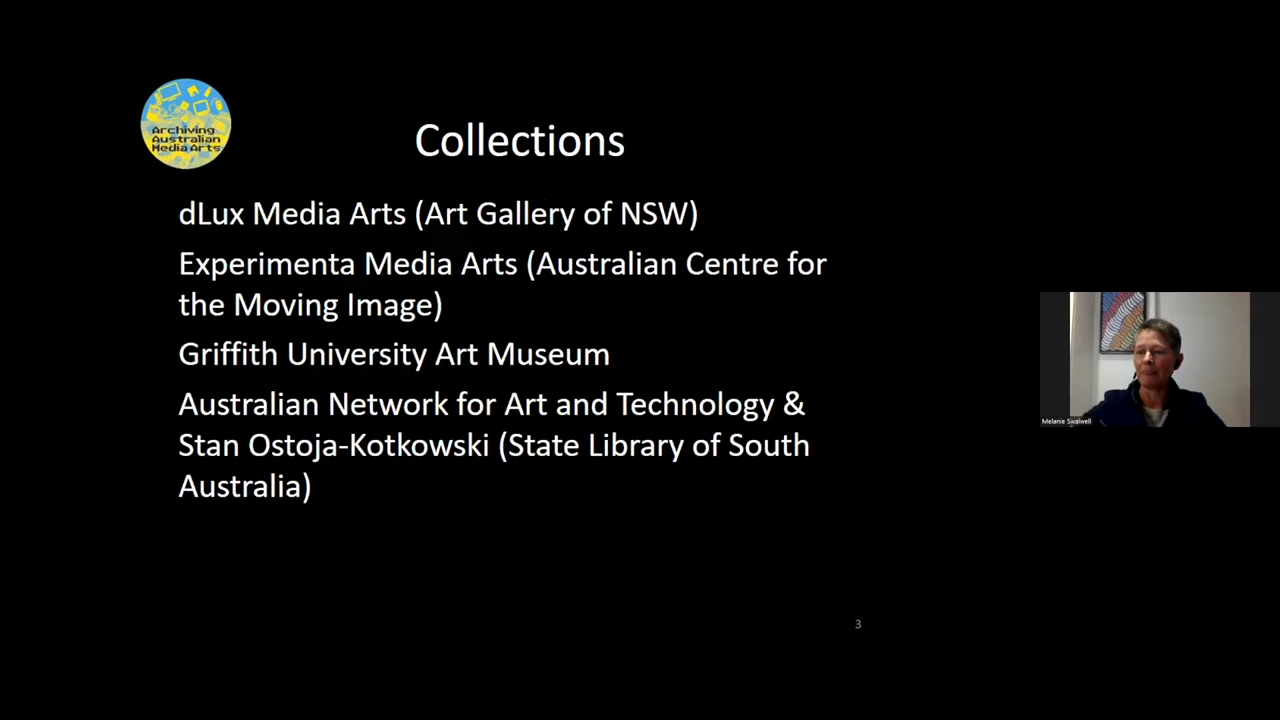 Archiving
Australian
Media Arts
Collections
dLux Media Arts (Art Gallery of NSW)
Experimenta Media Arts (Australian Centre for
the Moving Image)
Griffith University Art Museum
Australian Network for Art and Technology &
Stan Ostoja-Kotkowski (State Library of South
Australia)
Melanie Swalwell
3